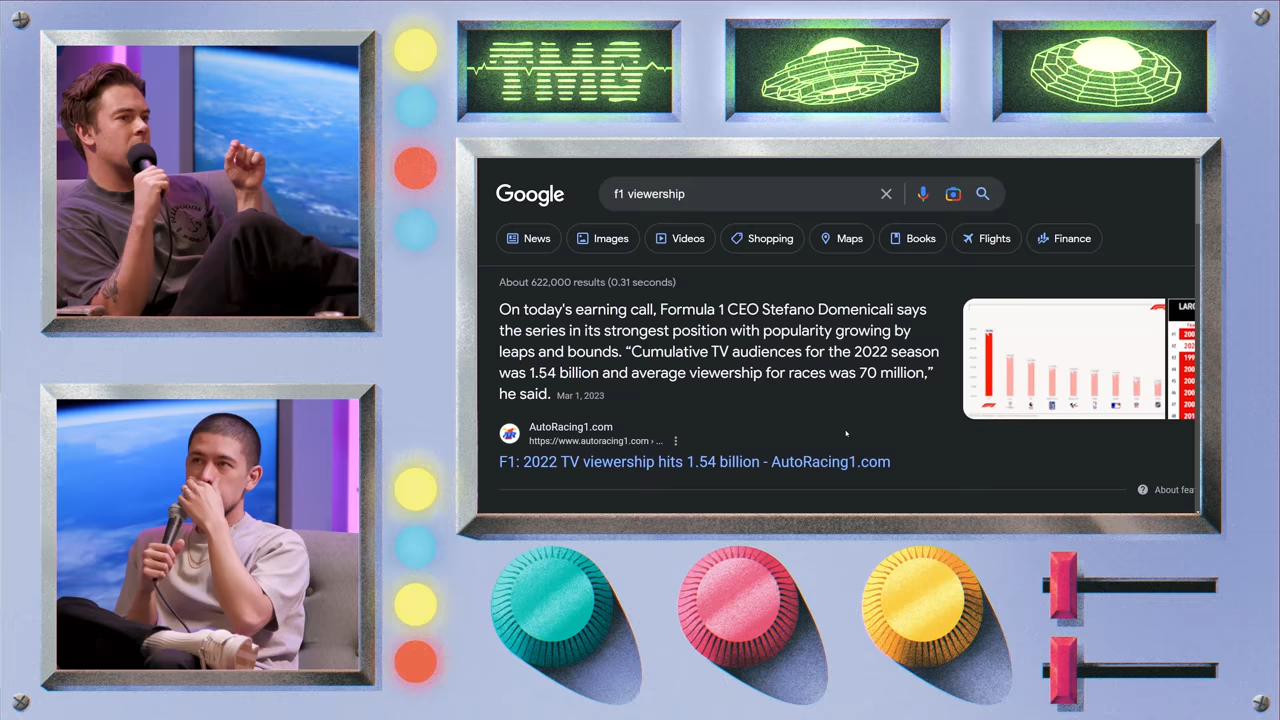 TMG
Google
f1 viewership
News
Images
Videos
Shopping
Maps
Books
Flights
Finance
About 622,000 results (0.31 seconds)
On today's earning call, Formula 1 CEO Stefano Domenicali says
the series in its strongest position with popularity growing by
leaps and bounds. “Cumulative TV audiences for the 2022 season
was 1.54 billion and average viewership for races was 70 million,”
he said. Mar 1, 2023
AutoRacing1.com
https://www.autoracing1.com › ...
F1: 2022 TV viewership hits 1.54 billion - AutoRacing1.com
About fea
LARG